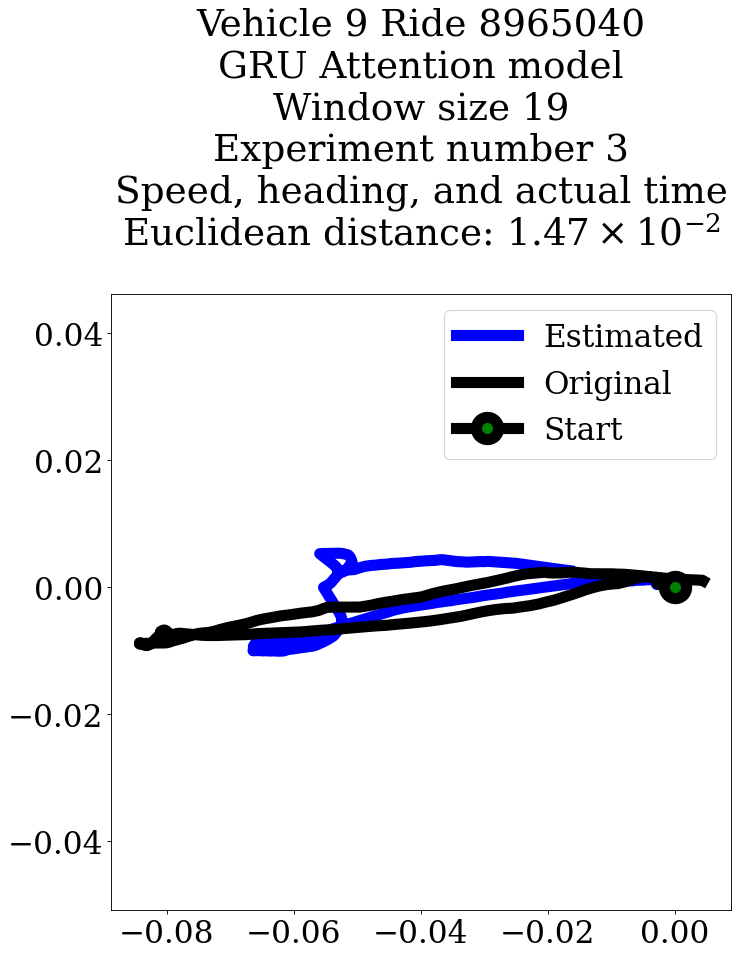 Vehicle 9 Ride 8965040
GRU Attention model
Window size 19
Experiment number 3
Speed, heading, and actual time
Euclidean distance: 1.47 × 10⁻²
Estimated
Original
Start
0.04
0.02
0.00
−0.02
−0.04
−0.08 −0.06 −0.04 −0.02 0.00